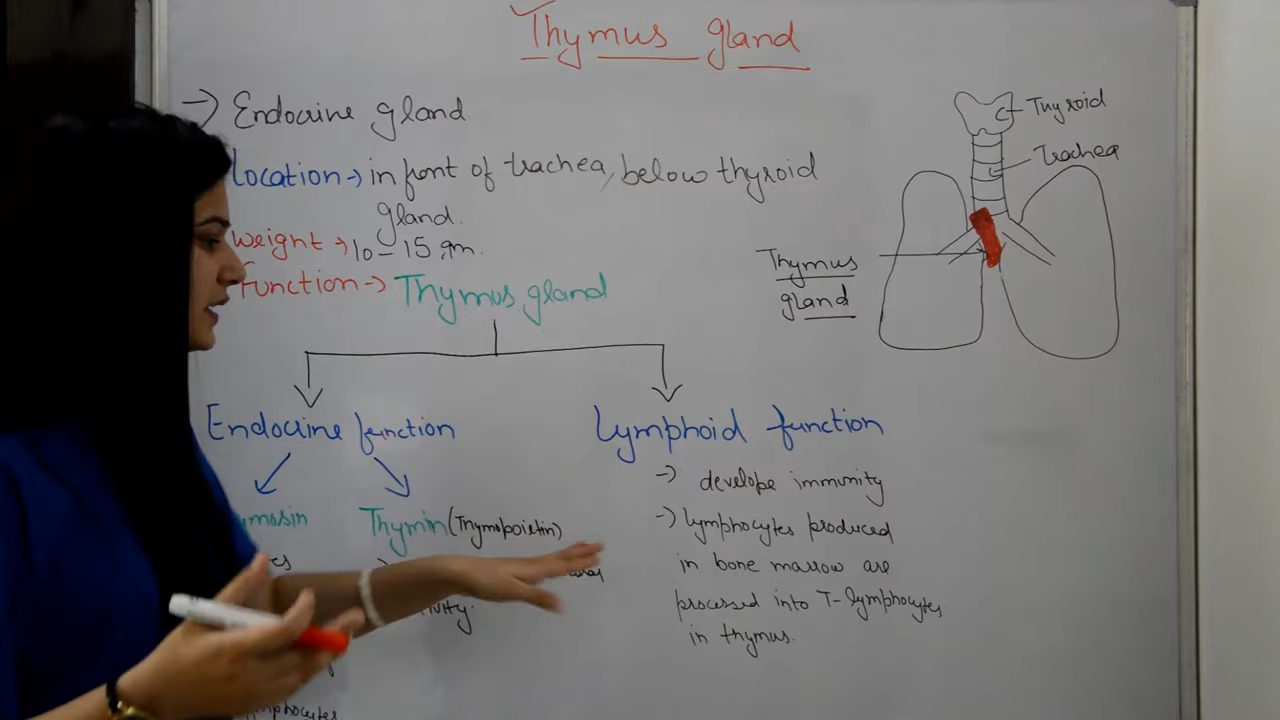 Thymus gland
→ Endocrine gland
Location → in front of trachea, below thyroid
gland.
Weight → 10 - 15 gm.
Function → Thymus gland
Endocrine function
Thymin (Thymopoietin)
Lymphoid function
→ develope immunity
→ Lymphocytes produced
in bone marrow are
processed into T-lymphocytes
in thymus.
Thyroid
Trachea
Thymus
gland